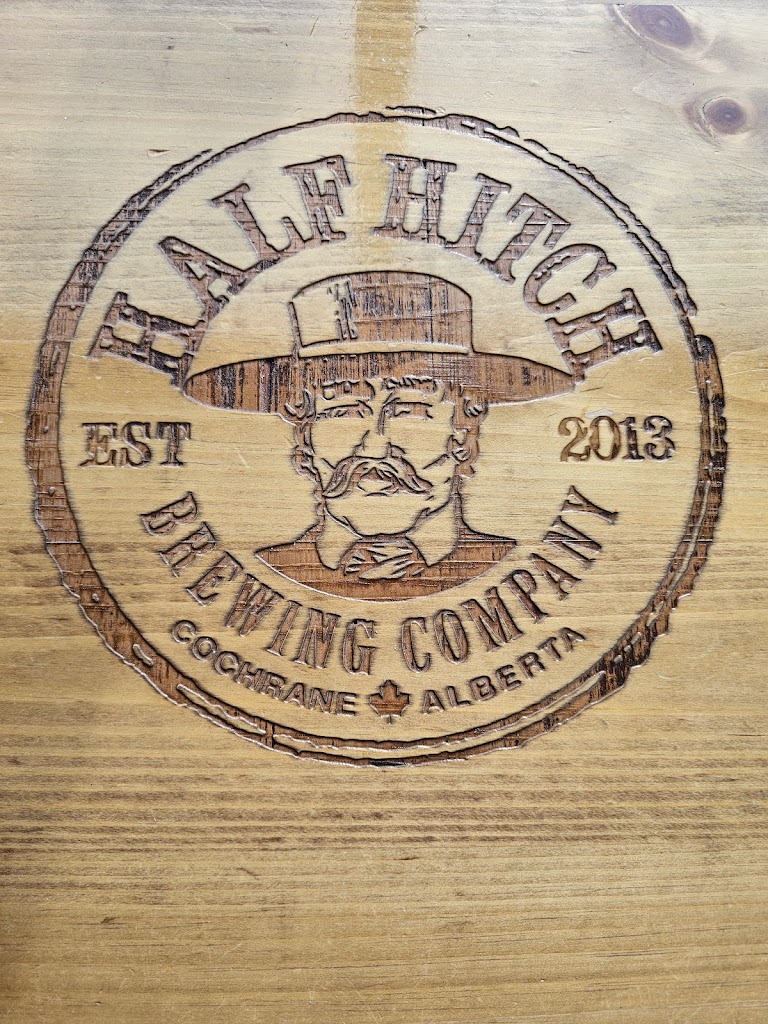 HALF HITCH
EST 2013
BREWING COMPANY
COCHRANE ALBERTA